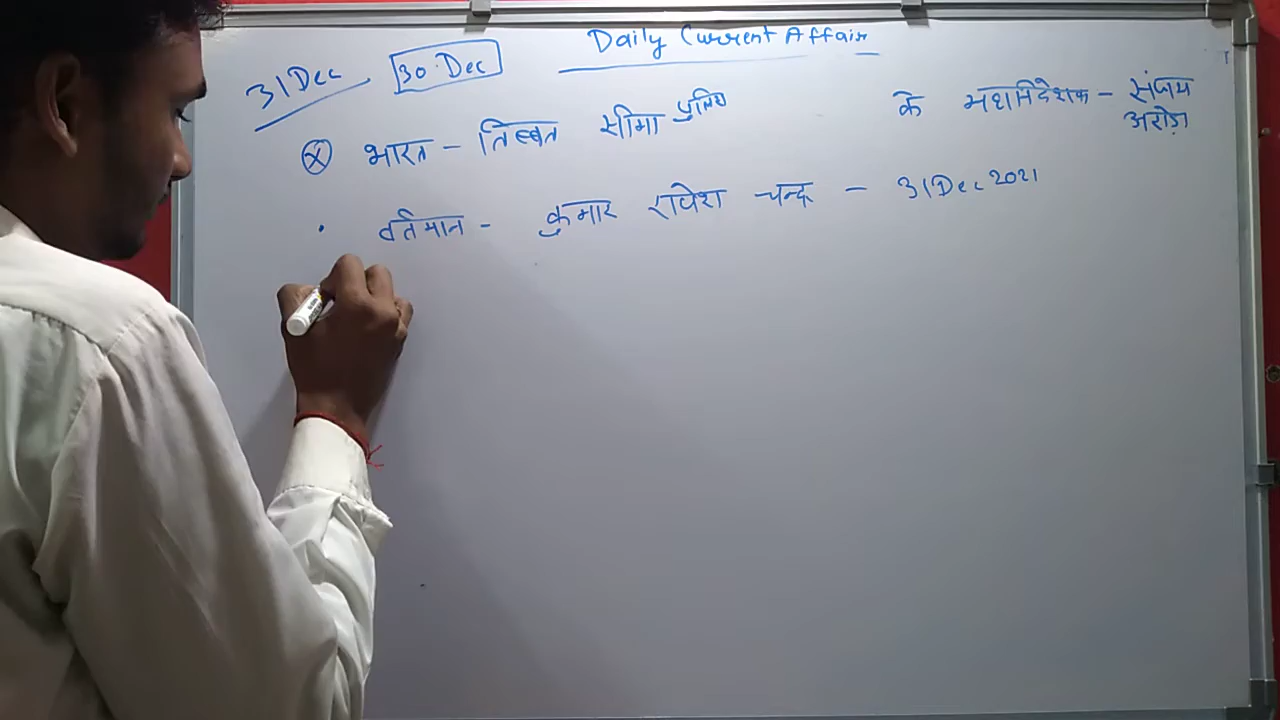 Daily Current Affair
31 Dec 30 Dec
भारत - तिब्बत सीमा पुलिस के महानिदेशक - संजय अरोड़ा
वर्तमान - कुमार राजेश चन्द्र - 31 Dec 2021